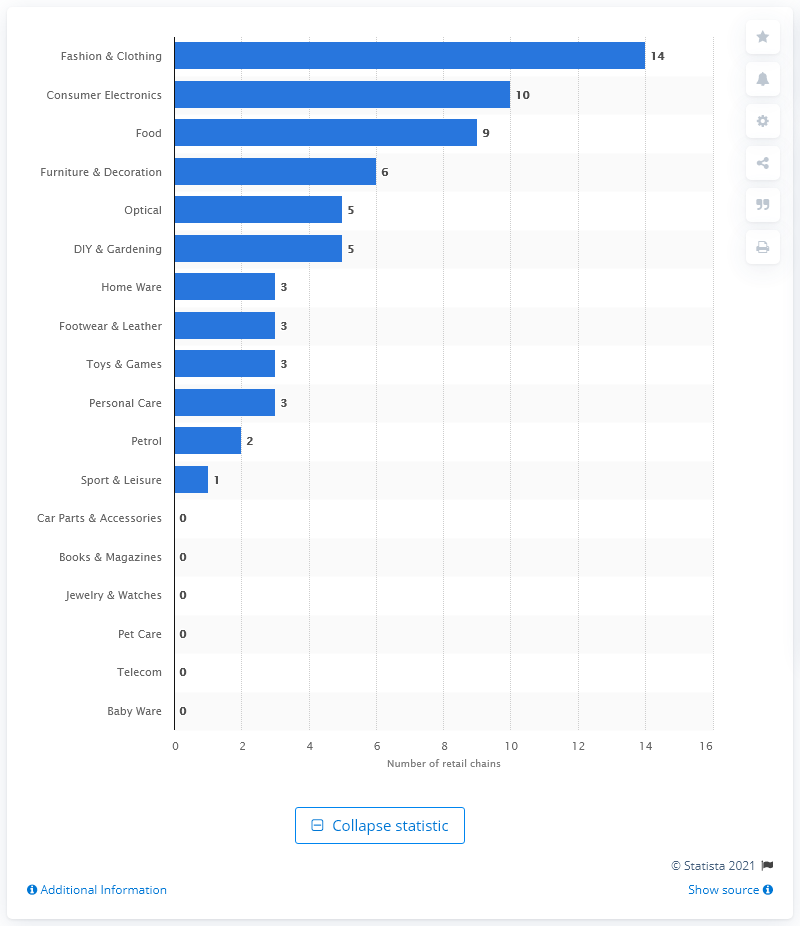 Fashion & Clothing 14
Consumer Electronics 10
Food 9
Furniture & Decoration 6
Optical 5
DIY & Gardening 5
Home Ware 3
Footwear & Leather 3
Toys & Games 3
Personal Care 3
Petrol 2
Sport & Leisure 1
Car Parts & Accessories 0
Books & Magazines 0
Jewelry & Watches 0
Pet Care 0
Telecom 0
Baby Ware 0
0 2 4 6 8 10 12 14 16
Number of retail chains
Collapse statistic
© Statista 2021
Additional Information
Show source